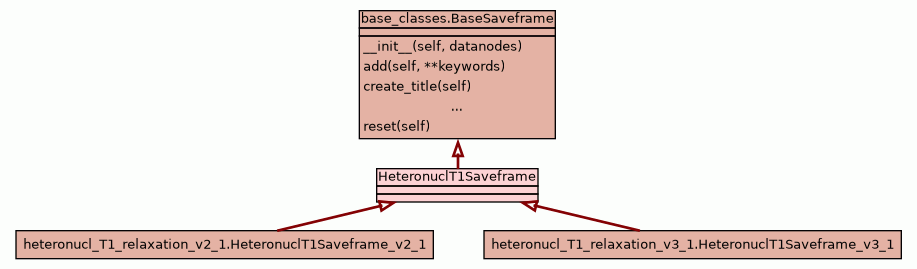 base_classes.BaseSaveframe
__init__(self, datanodes)
add(self, **keywords)
create_title(self)
...
reset(self)
HeteronuclT1Saveframe
heteronucl_T1_relaxation_v2_1.HeteronuclT1Saveframe_v2_1
heteronucl_T1_relaxation_v3_1.HeteronuclT1Saveframe_v3_1